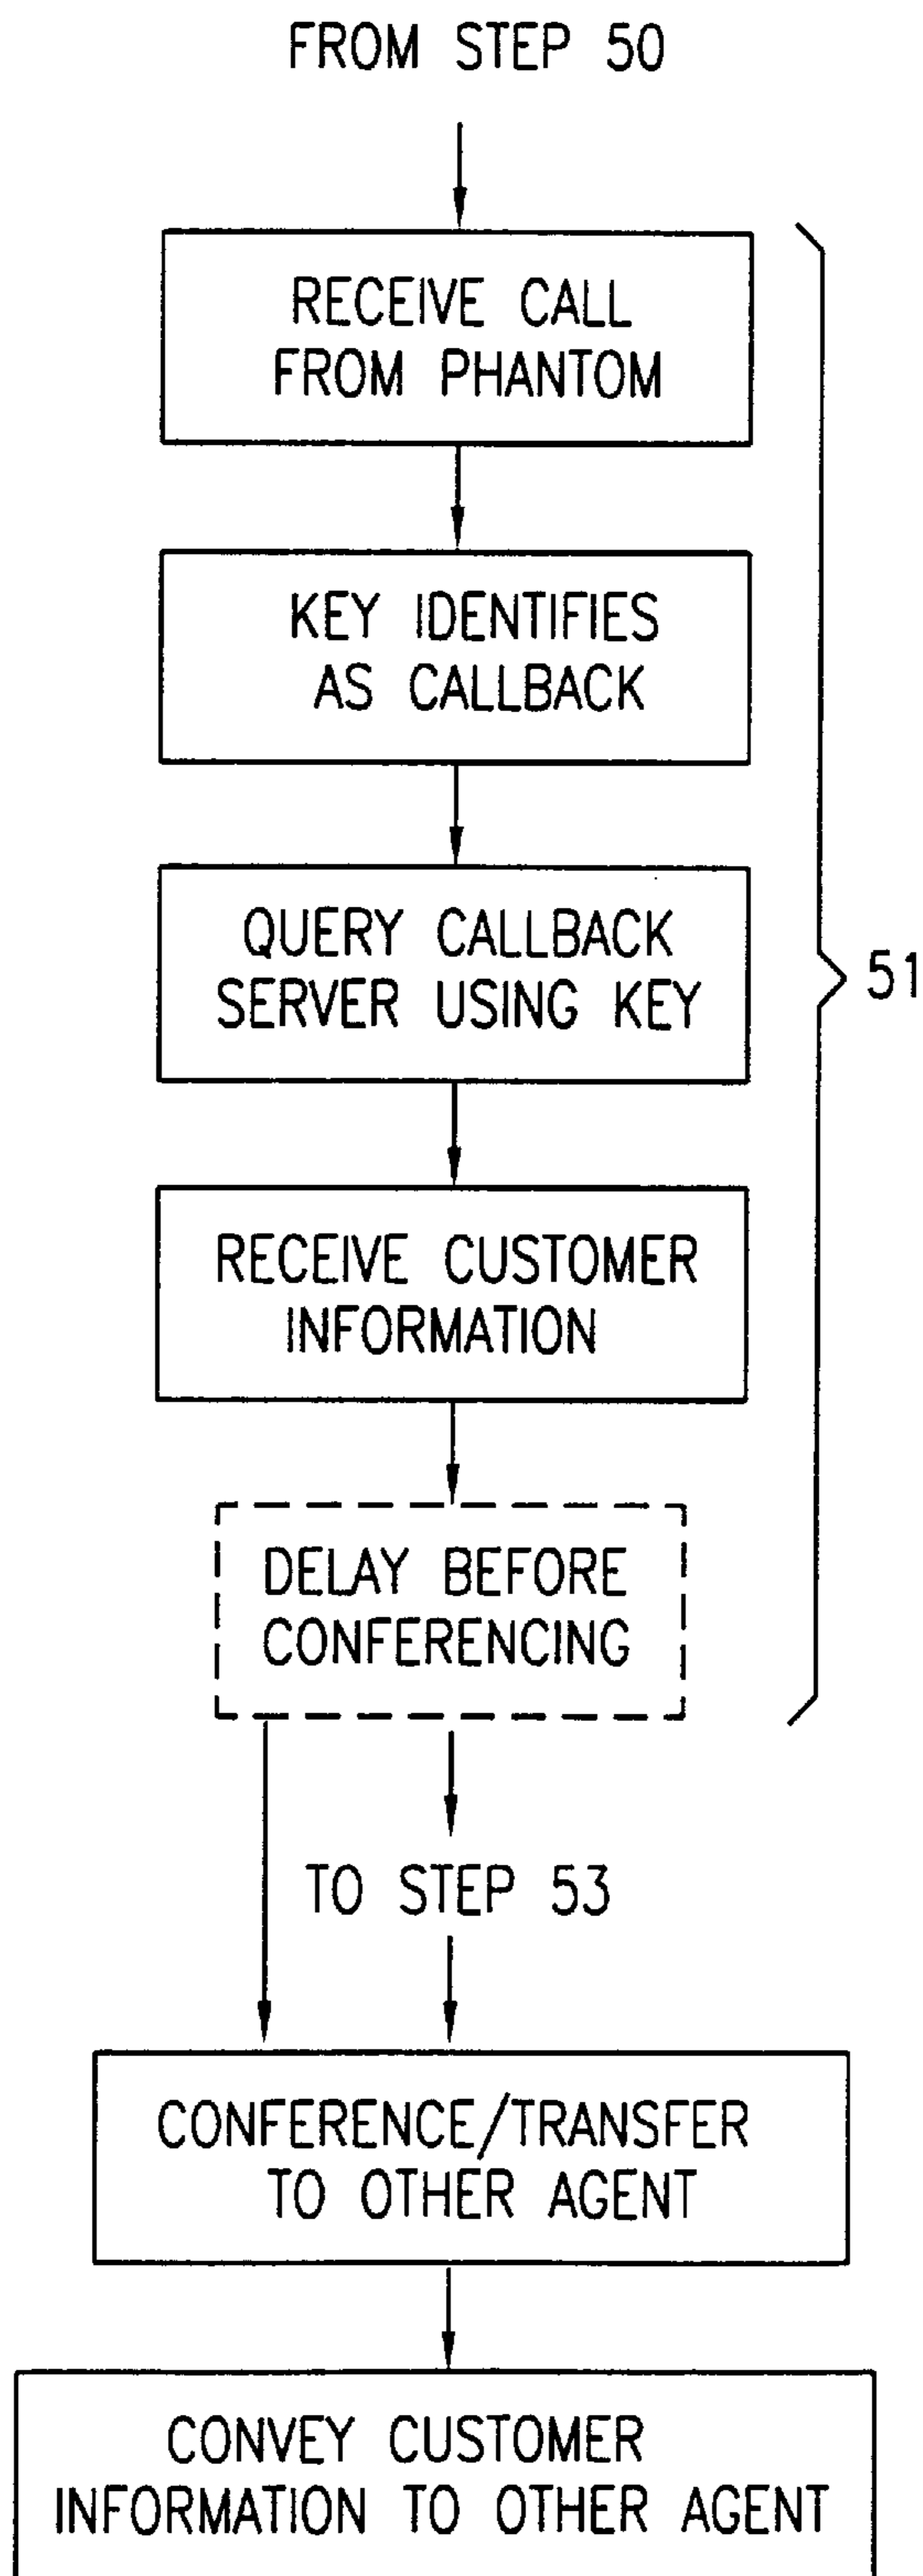 FROM STEP 50
RECEIVE CALL
FROM PHANTOM
KEY IDENTIFIES
AS CALLBACK
QUERY CALLBACK
SERVER USING KEY
51
RECEIVE CUSTOMER
INFORMATION
DELAY BEFORE
CONFERENCING
TO STEP 53
CONFERENCE/TRANSFER
TO OTHER AGENT
CONVEY CUSTOMER
INFORMATION TO OTHER AGENT